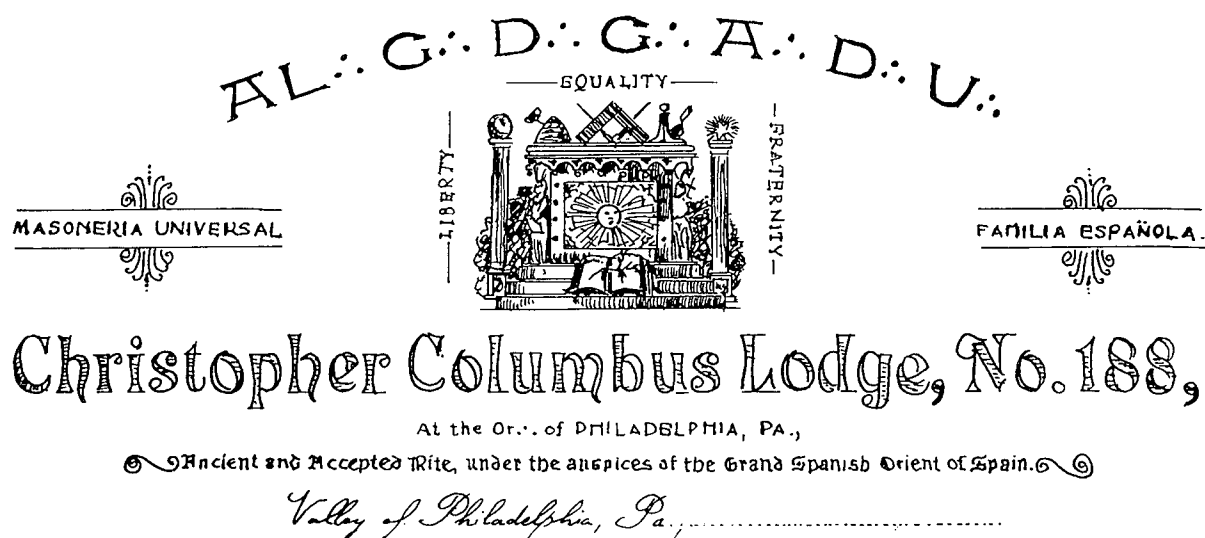 AL∴ G∴ D∴ G∴ A∴ D∴ U∴
EQUALITY
LIBERTY
FRATERNITY
MASONERIA UNIVERSAL
FAMILIA ESPAÑOLA.
Christopher Columbus Lodge, No. 188,
At the Or∴ of PHILADELPHIA, PA.,
Ancient and Accepted Rite, under the auspices of the Grand Spanish Orient of Spain.
Valley of Philadelphia, Pa.,